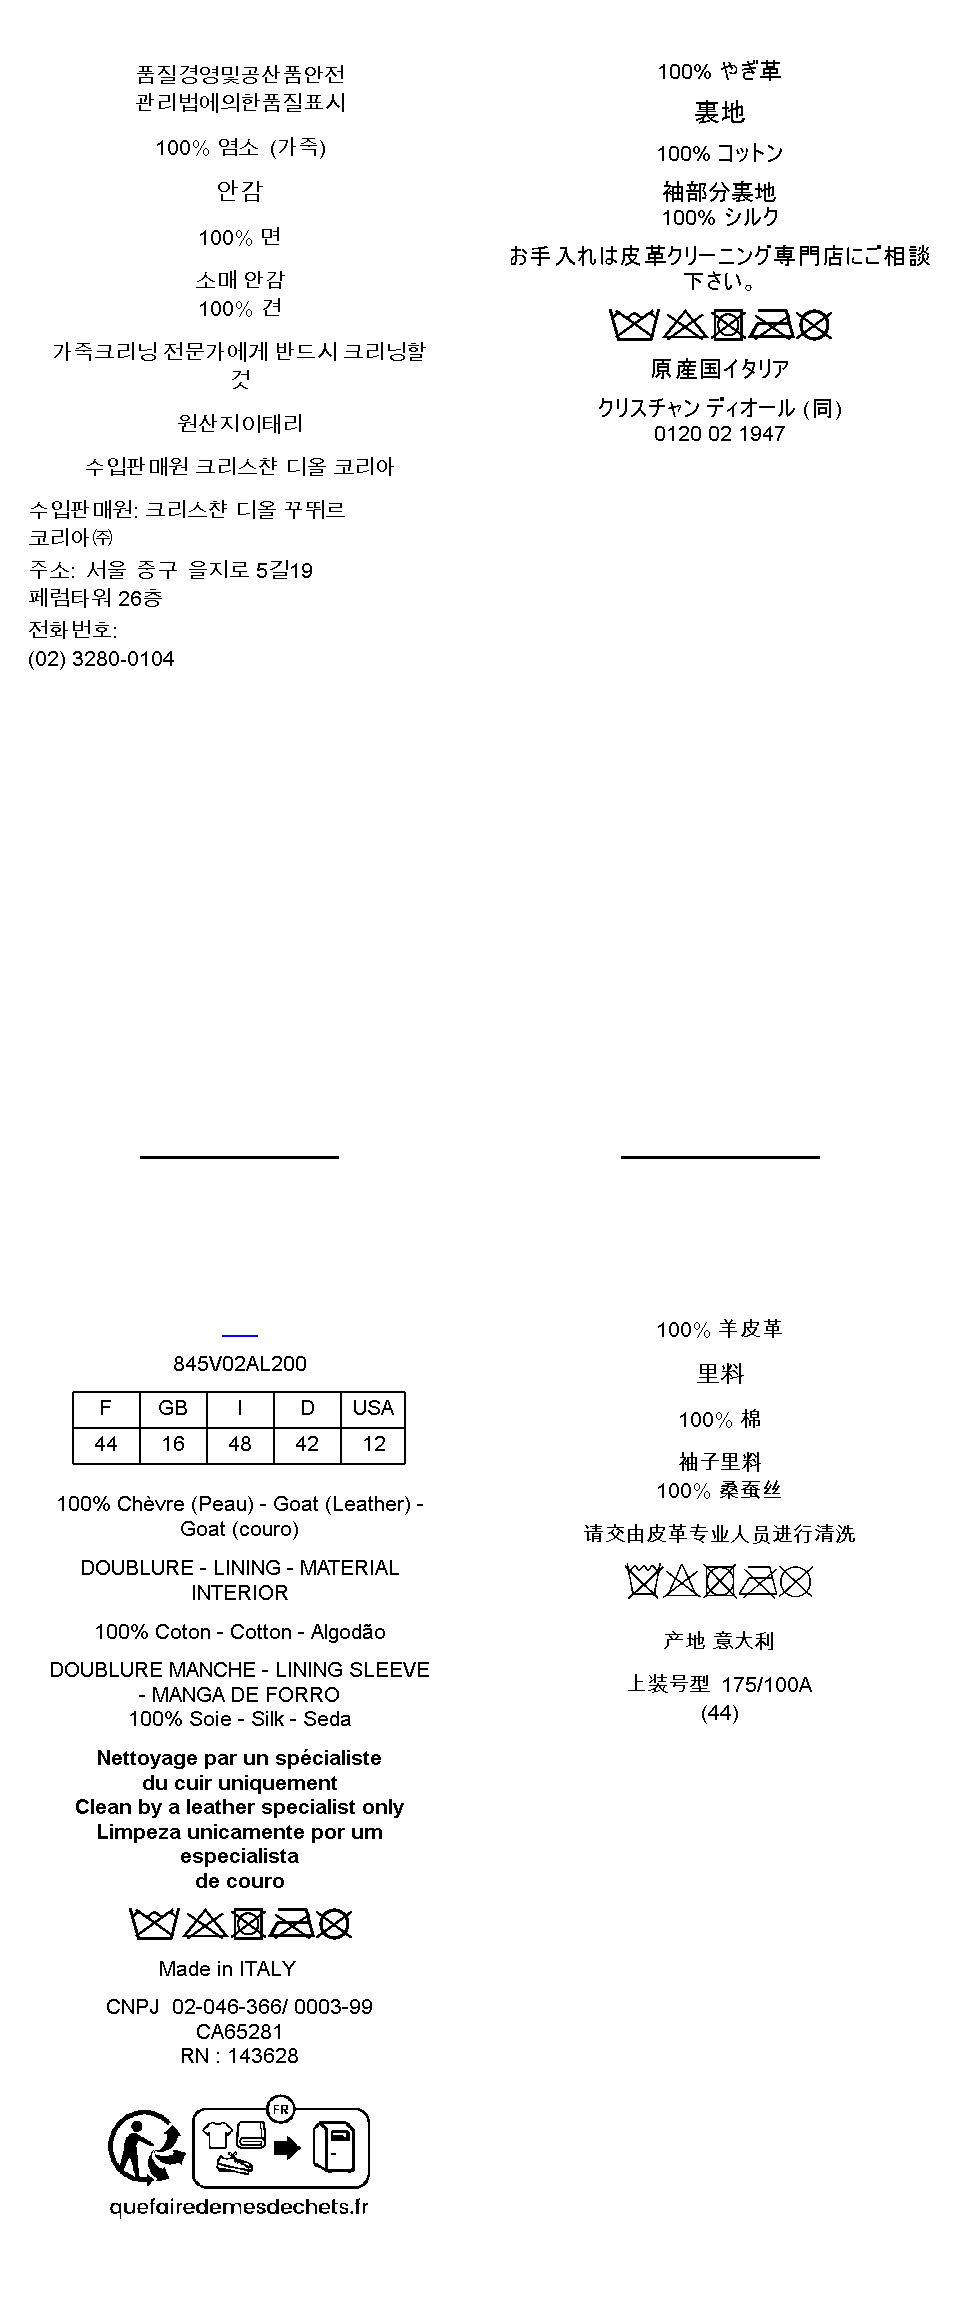 품질경영및공산품안전
관리법에의한품질표시
100% 염소 (가죽)
안감
100% 면
소매 안감
100% 견
가죽크리닝 전문가에게 반드시 크리닝할
것
원산지이태리
수입판매원 크리스챤 디올 코리아
수입판매원: 크리스챤 디올 꾸뛰르
코리아㈜
주소: 서울 중구 을지로 5길19
페럼타워 26층
전화번호:
(02) 3280-0104
100% やぎ革
裏地
100% コットン
袖部分裏地
100% シルク
お手入れは皮革クリーニング専門店にご相談
下さい。
原産国イタリア
クリスチャン ディオール (同)
0120 02 1947
845V02AL200
F GB I D USA
44 16 48 42 12
100% Chèvre (Peau) - Goat (Leather) -
Goat (couro)
DOUBLURE - LINING - MATERIAL
INTERIOR
100% Coton - Cotton - Algodão
DOUBLURE MANCHE - LINING SLEEVE
- MANGA DE FORRO
100% Soie - Silk - Seda
Nettoyage par un spécialiste
du cuir uniquement
Clean by a leather specialist only
Limpeza unicamente por um
especialista
de couro
Made in ITALY
CNPJ 02-046-366/ 0003-99
CA65281
RN : 143628
FR
quefairedemesdechets.fr
100% 羊皮革
里料
100% 棉
袖子里料
100% 桑蚕丝
请交由皮革专业人员进行清洗
产地 意大利
上装号型 175/100A
(44)